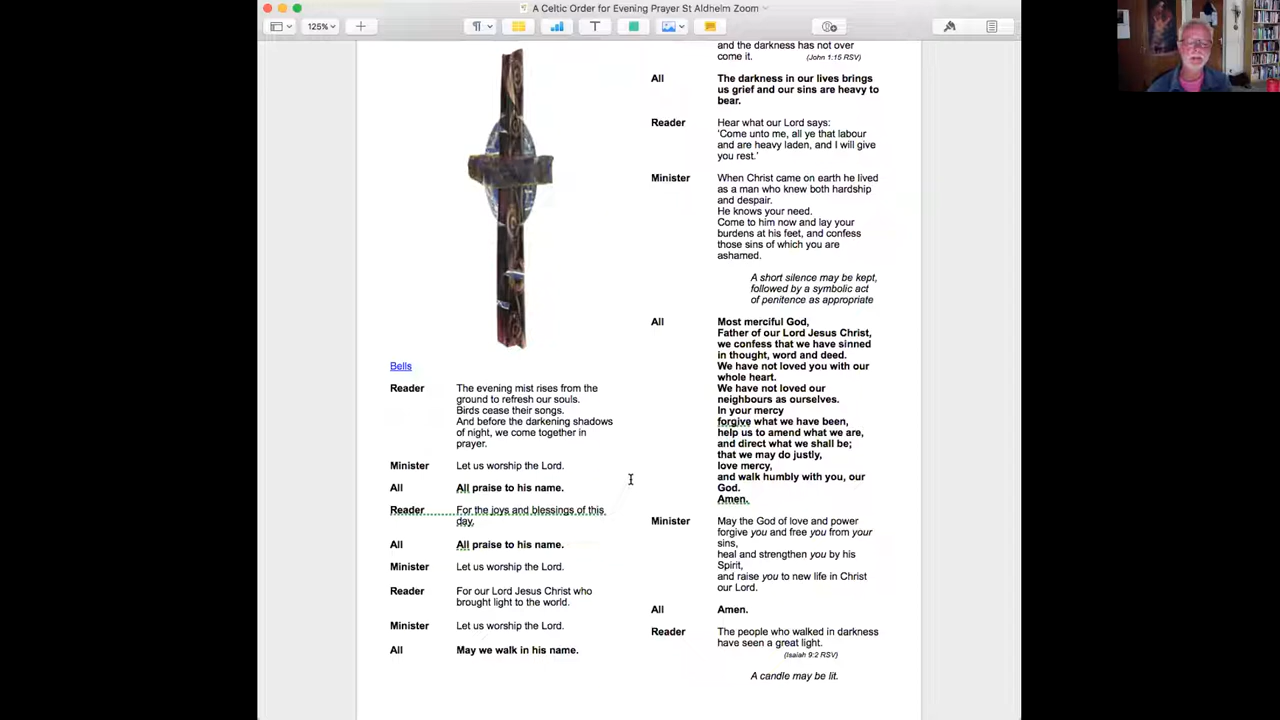 A Celtic Order for Evening Prayer St Aldhelm Zoom
125%
Bells
Reader The evening mist rises from the
ground to refresh our souls.
Birds cease their songs.
And before the darkening shadows
of night, we come together in
prayer.
Minister Let us worship the Lord.
All All praise to his name.
Reader For the joys and blessings of this
day,
All All praise to his name.
Minister Let us worship the Lord.
Reader For our Lord Jesus Christ who
brought light to the world.
Minister Let us worship the Lord.
All May we walk in his name.
and the darkness has not over
come it. (John 1:15 RSV)
All The darkness in our lives brings
us grief and our sins are heavy to
bear.
Reader Hear what our Lord says:
'Come unto me, all ye that labour
and are heavy laden, and I will give
you rest.'
Minister When Christ came on earth he lived
as a man who knew both hardship
and despair.
He knows your need.
Come to him now and lay your
burdens at his feet, and confess
those sins of which you are
ashamed.
A short silence may be kept,
followed by a symbolic act
of penitence as appropriate
All Most merciful God,
Father of our Lord Jesus Christ,
we confess that we have sinned
in thought, word and deed.
We have not loved you with our
whole heart.
We have not loved our
neighbours as ourselves.
In your mercy
forgive what we have been,
help us to amend what we are,
and direct what we shall be;
that we may do justly,
love mercy,
and walk humbly with you, our
God.
Amen.
Minister May the God of love and power
forgive you and free you from your
sins,
heal and strengthen you by his
Spirit,
and raise you to new life in Christ
our Lord.
All Amen.
Reader The people who walked in darkness
have seen a great light.
(Isaiah 9:2 RSV)
A candle may be lit.